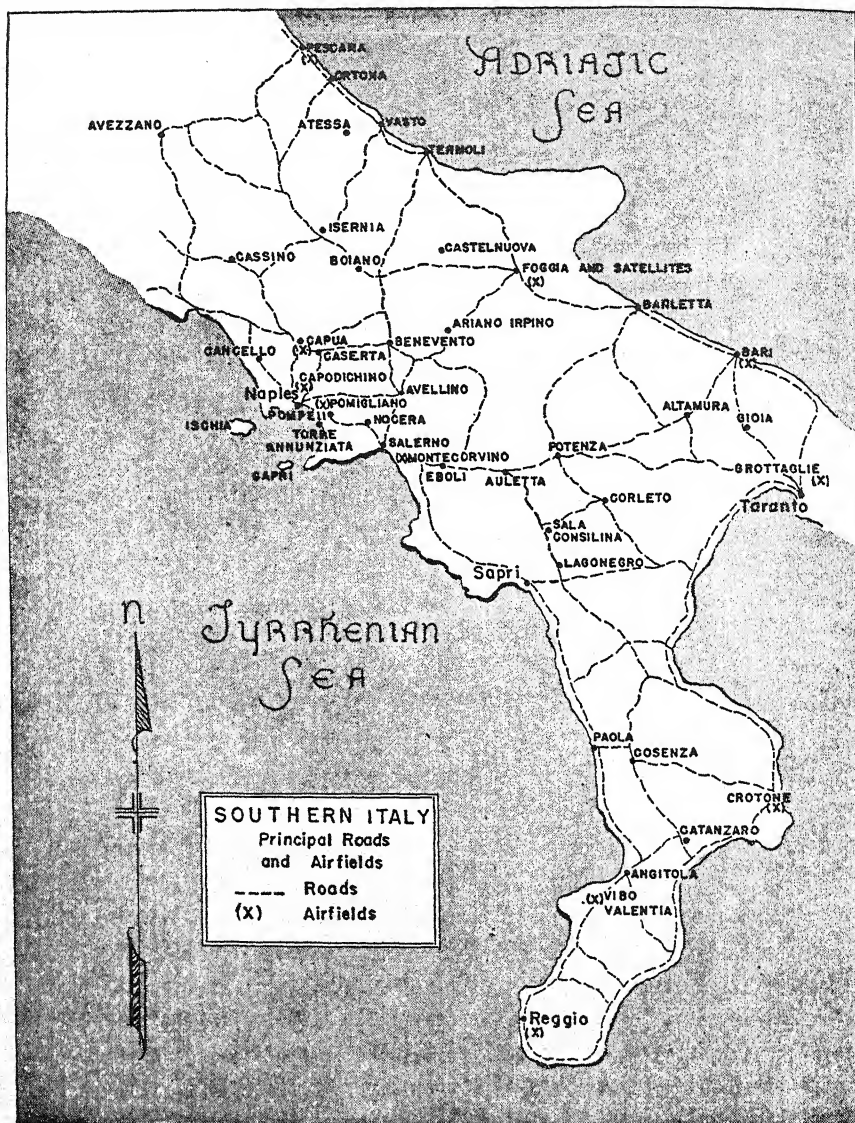 ADRIATIC
SEA
PESCARA
(X)
ORTONA
AVEZZANO
ATESSA
VASTO
TERMOLI
ISERNIA
CASSINO
BOIANO
CASTELNUOVA
FOGGIA AND SATELLITES
(X)
BARLETTA
CANCELLO
CAPUA
(X)
CASERTA
BENEVENTO
ARIANO IRPINO
BARI
(X)
CAPODICHINO
(X)
Naples
(X)POMIGLIANO
AVELLINO
POMPEII
NOCERA
ISCHIA
TORRE
ANNUNZIATA
CAPRI
SALERNO
(X)MONTECORVINO
EBOLI
AULETTA
POTENZA
ALTAMURA
GIOIA
GROTTAGLIE
(X)
Taranto
CORLETO
SALA
CONSILINA
LAGONEGRO
Sapri
n
TYRRHENIAN
SEA
PAOLA
COSENZA
CROTONE
(X)
CATANZARO
ANGITOLA
(X) VIBO
VALENTIA
Reggio
(X)
SOUTHERN ITALY
Principal Roads
and Airfields
---- Roads
(X) Airfields